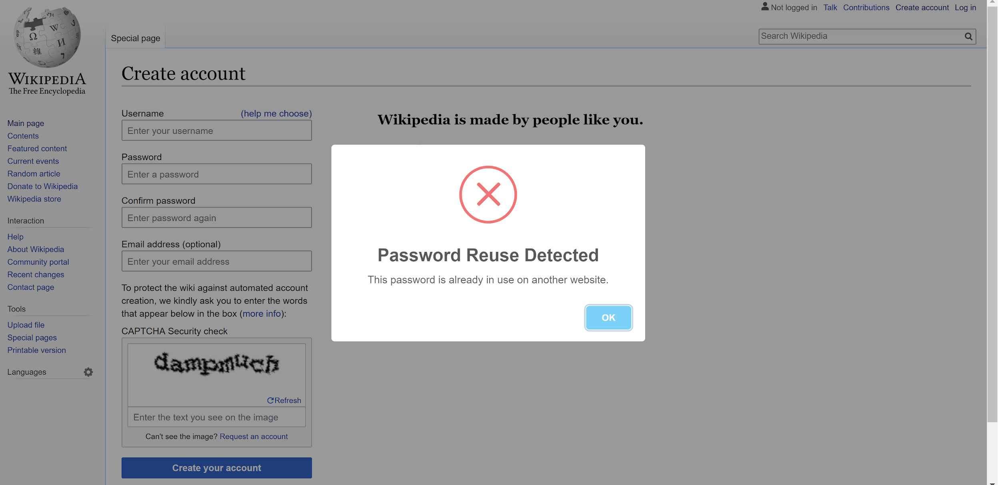 Not logged in Talk Contributions Create account Log in
Special page
Search Wikipedia
WIKIPEDIA
The Free Encyclopedia
Main page
Contents
Featured content
Current events
Random article
Donate to Wikipedia
Wikipedia store
Interaction
Help
About Wikipedia
Community portal
Recent changes
Contact page
Tools
Upload file
Special pages
Printable version
Languages
Create account
Username (help me choose)
Enter your username
Password
Enter a password
Confirm password
Enter password again
Email address (optional)
Enter your email address
To protect the wiki against automated account
creation, we kindly ask you to enter the words
that appear below in the box (more info):
CAPTCHA Security check
dampmuch
Refresh
Enter the text you see on the image
Can't see the image? Request an account
Create your account
Wikipedia is made by people like you.
Password Reuse Detected
This password is already in use on another website.
OK